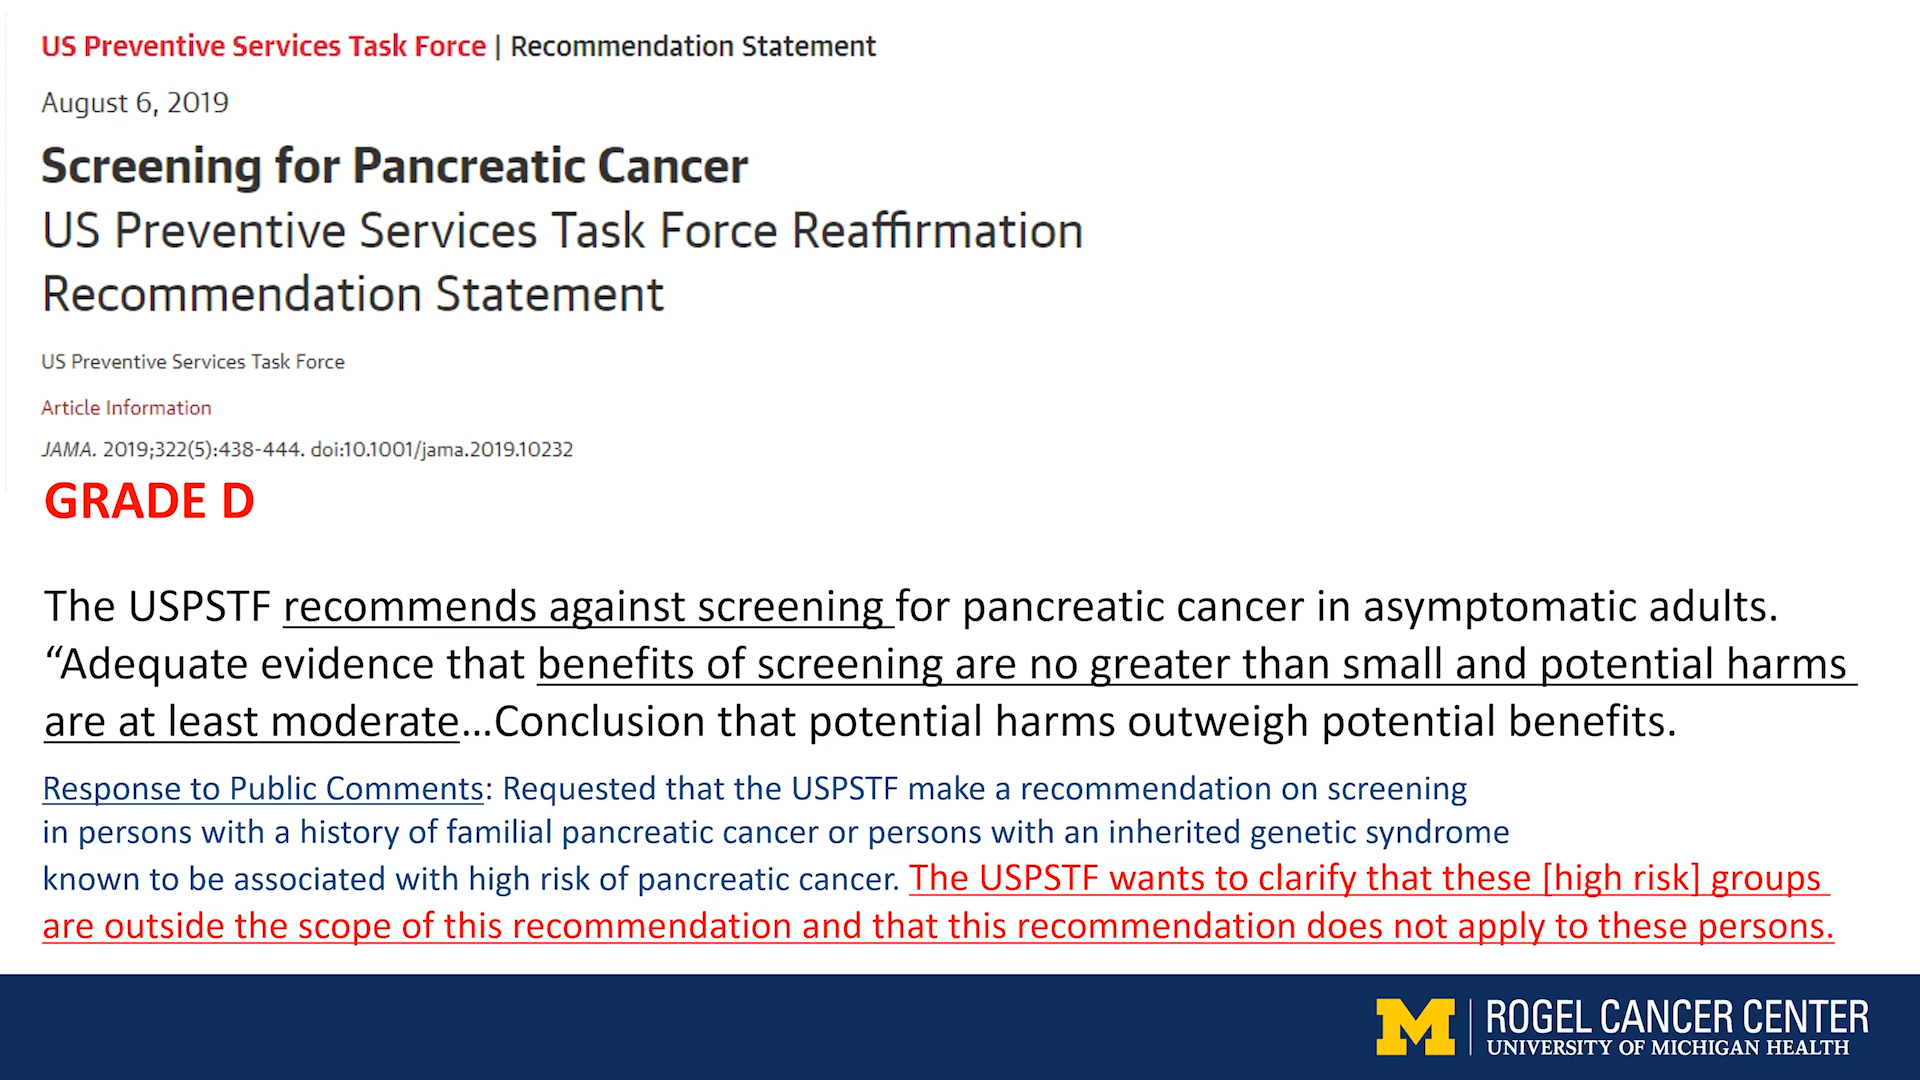 US Preventive Services Task Force | Recommendation Statement
August 6, 2019
Screening for Pancreatic Cancer
US Preventive Services Task Force Reaffirmation
Recommendation Statement
US Preventive Services Task Force
Article Information
JAMA. 2019;322(5):438-444. doi:10.1001/jama.2019.10232
GRADE D
The USPSTF recommends against screening for pancreatic cancer in asymptomatic adults.
“Adequate evidence that benefits of screening are no greater than small and potential harms
are at least moderate…Conclusion that potential harms outweigh potential benefits.
Response to Public Comments: Requested that the USPSTF make a recommendation on screening
in persons with a history of familial pancreatic cancer or persons with an inherited genetic syndrome
known to be associated with high risk of pancreatic cancer. The USPSTF wants to clarify that these [high risk] groups
are outside the scope of this recommendation and that this recommendation does not apply to these persons.
M | ROGEL CANCER CENTER
UNIVERSITY OF MICHIGAN HEALTH